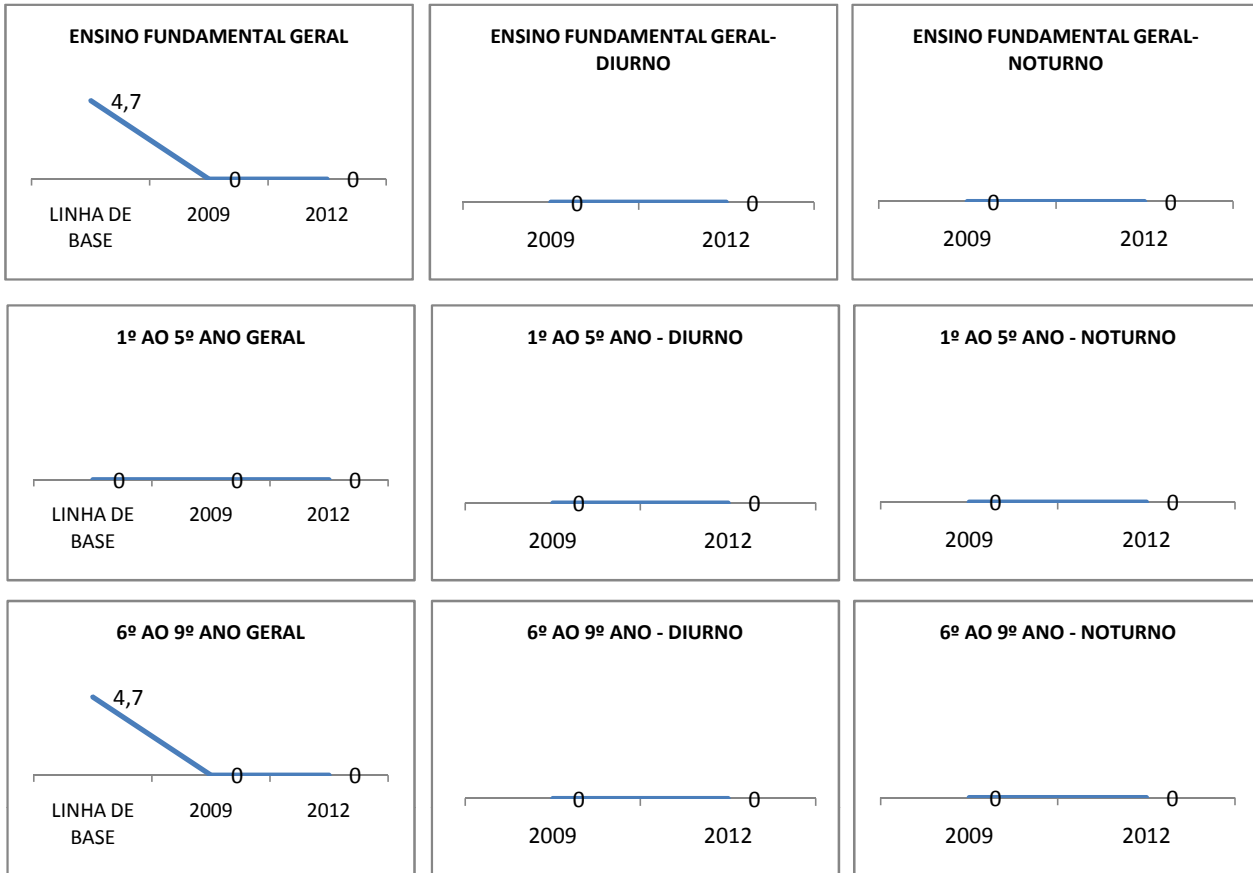 ENSINO FUNDAMENTAL GERAL
4,7
0
0
LINHA DE
BASE
2009
2012
ENSINO FUNDAMENTAL GERAL-
DIURNO
0
0
2009
2012
ENSINO FUNDAMENTAL GERAL-
NOTURNO
0
0
2009
2012
1º AO 5º ANO GERAL
0
0
0
LINHA DE
BASE
2009
2012
1º AO 5º ANO - DIURNO
0
0
2009
2012
1º AO 5º ANO - NOTURNO
0
0
2009
2012
6º AO 9º ANO GERAL
4,7
0
0
LINHA DE
BASE
2009
2012
6º AO 9º ANO - DIURNO
0
0
2009
2012
6º AO 9º ANO - NOTURNO
0
0
2009
2012